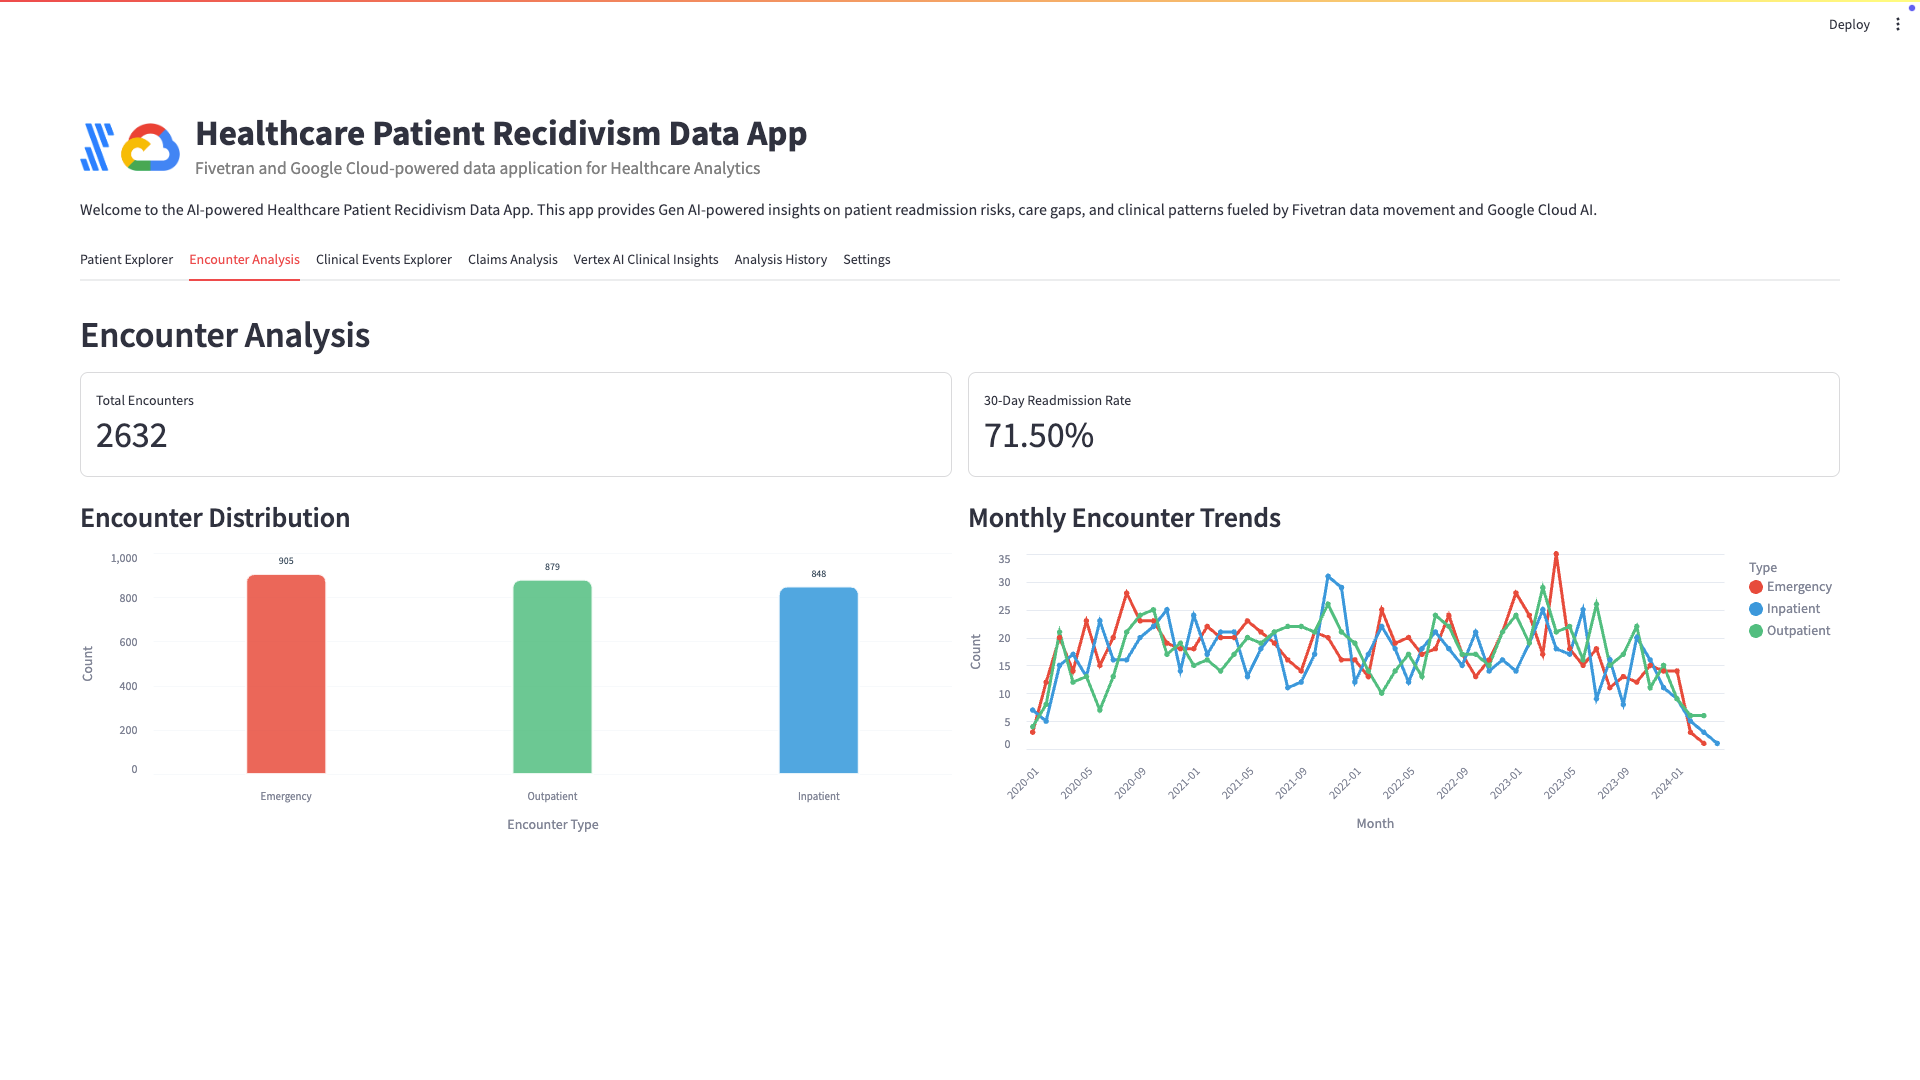 Deploy
Healthcare Patient Recidivism Data App
Fivetran and Google Cloud-powered data application for Healthcare Analytics
Welcome to the AI-powered Healthcare Patient Recidivism Data App. This app provides Gen AI-powered insights on patient readmission risks, care gaps, and clinical patterns fueled by Fivetran data movement and Google Cloud AI.
Patient Explorer Encounter Analysis Clinical Events Explorer Claims Analysis Vertex AI Clinical Insights Analysis History Settings
Encounter Analysis
Total Encounters
2632
30-Day Readmission Rate
71.50%
Encounter Distribution
1,000
800
600
400
200
0
Count
905
879
848
Emergency Outpatient Inpatient
Encounter Type
Monthly Encounter Trends
35
30
25
20
15
10
5
0
Count
2020-01 2020-05 2020-09 2021-01 2021-05 2021-09 2022-01 2022-05 2022-09 2023-01 2023-05 2023-09 2024-01
Month
Type
Emergency
Inpatient
Outpatient